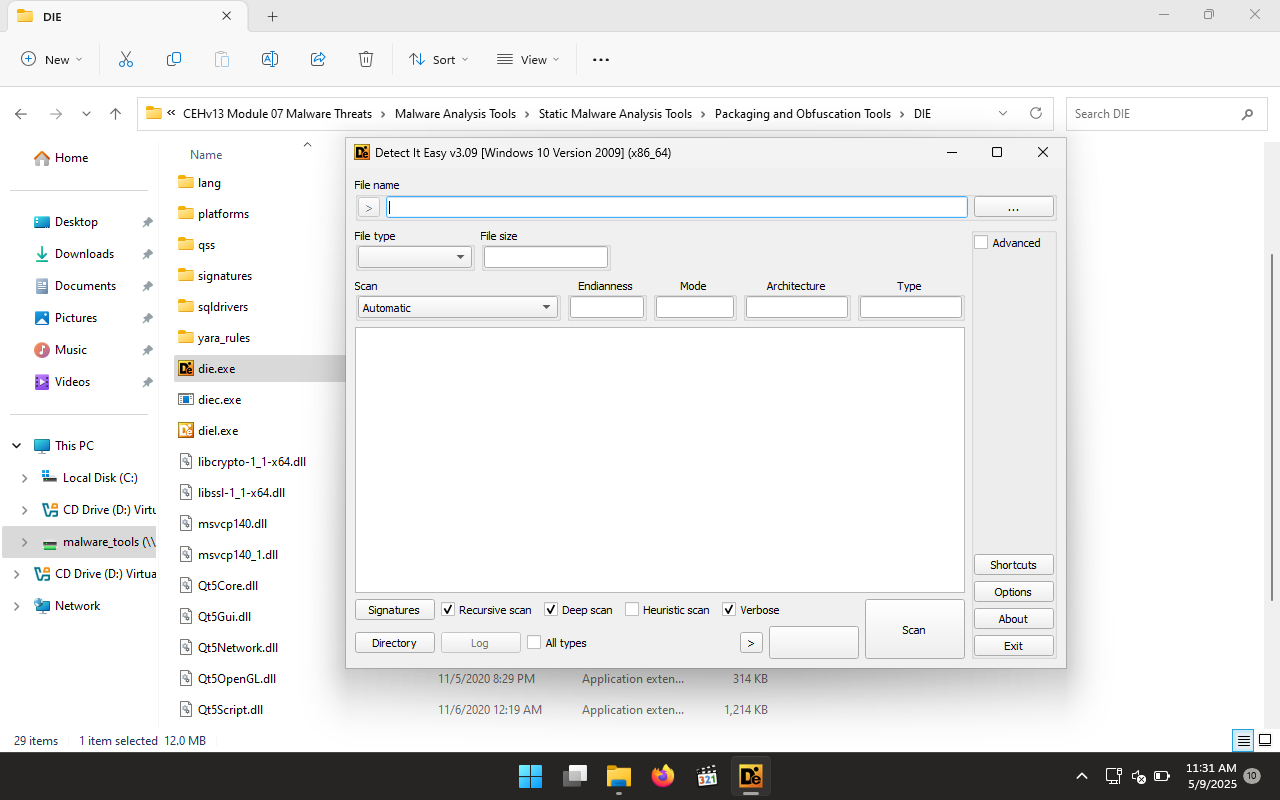 DIE
New
Sort
View
« CEHv13 Module 07 Malware Threats > Malware Analysis Tools > Static Malware Analysis Tools > Packaging and Obfuscation Tools > DIE
Search DIE
Home
Desktop
Downloads
Documents
Pictures
Music
Videos
This PC
Local Disk (C:)
CD Drive (D:) Virtu
malware_tools (\\
CD Drive (D:) Virtua
Network
Name
lang
platforms
qss
signatures
sqldrivers
yara_rules
die.exe
diec.exe
diel.exe
libcrypto-1_1-x64.dll
libssl-1_1-x64.dll
msvcp140.dll
msvcp140_1.dll
Qt5Core.dll
Qt5Gui.dll
Qt5Network.dll
Qt5OpenGL.dll 11/5/2020 8:29 PM Application exten... 314 KB
Qt5Script.dll 11/6/2020 12:19 AM Application exten... 1,214 KB
Detect It Easy v3.09 [Windows 10 Version 2009] (x86_64)
File name
> ...
File type File size
Advanced
Scan Endianness Mode Architecture Type
Automatic
Shortcuts
Options
About
Exit
Signatures Recursive scan Deep scan Heuristic scan Verbose
Directory Log All types > Scan
29 items 1 item selected 12.0 MB
321
De
11:31 AM
5/9/2025
10